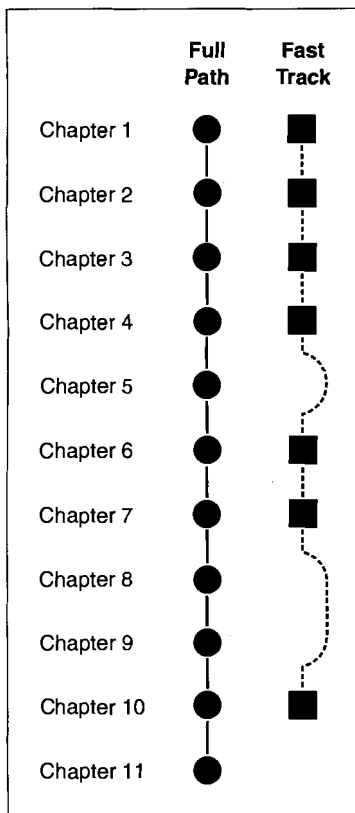 Full Fast
Path Track
Chapter 1
Chapter 2
Chapter 3
Chapter 4
Chapter 5
Chapter 6
Chapter 7
Chapter 8
Chapter 9
Chapter 10
Chapter 11